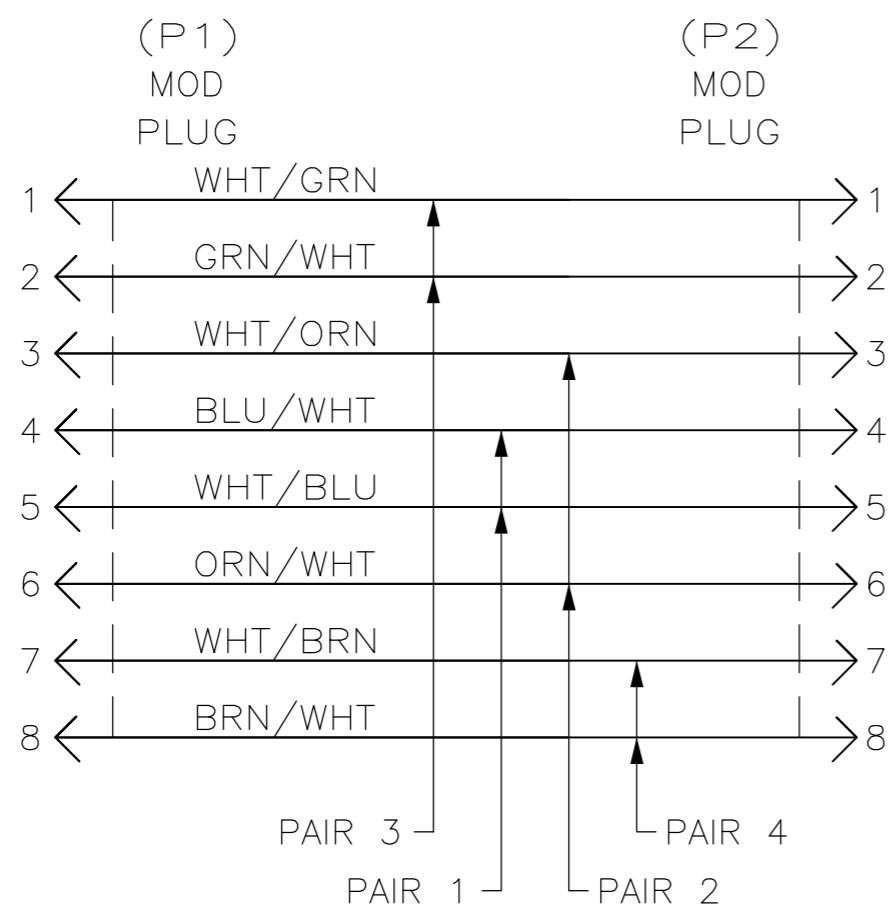 (P1)
MOD
PLUG
(P2)
MOD
PLUG
1 WHT/GRN 1
2 GRN/WHT 2
3 WHT/ORN 3
4 BLU/WHT 4
5 WHT/BLU 5
6 ORN/WHT 6
7 WHT/BRN 7
8 BRN/WHT 8
PAIR 3 PAIR 4
PAIR 1 PAIR 2